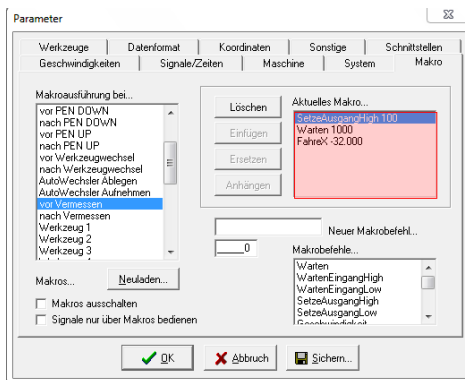 Parameter
Werkzeuge Datenformat Koordinaten Sonstige Schnittstellen
Geschwindigkeiten Signale/Zeiten Maschine System Makro
Makroausführung bei...
vor PEN DOWN
nach PEN DOWN
vor PEN UP
nach PEN UP
vor Werkzeugwechsel
nach Werkzeugwechsel
AutoWechsler Ablegen
AutoWechsler Aufnehmen
vor Vermessen
nach Vermessen
Werkzeug 1
Werkzeug 2
Werkzeug 3
Löschen
Einfügen
Ersetzen
Anhängen
Aktuelles Makro...
SetzeAusgangHigh 100
Warten 1000
FahreX -32.000
Neuer Makrobefehl...
____0
Makrobefehle...
Warten
WartenEingangHigh
WartenEingangLow
SetzeAusgangHigh
SetzeAusgangLow
Geschwindigkeit
Makros... Neuladen...
Makros ausschalten
Signale nur über Makros bedienen
OK Abbruch Sichern...